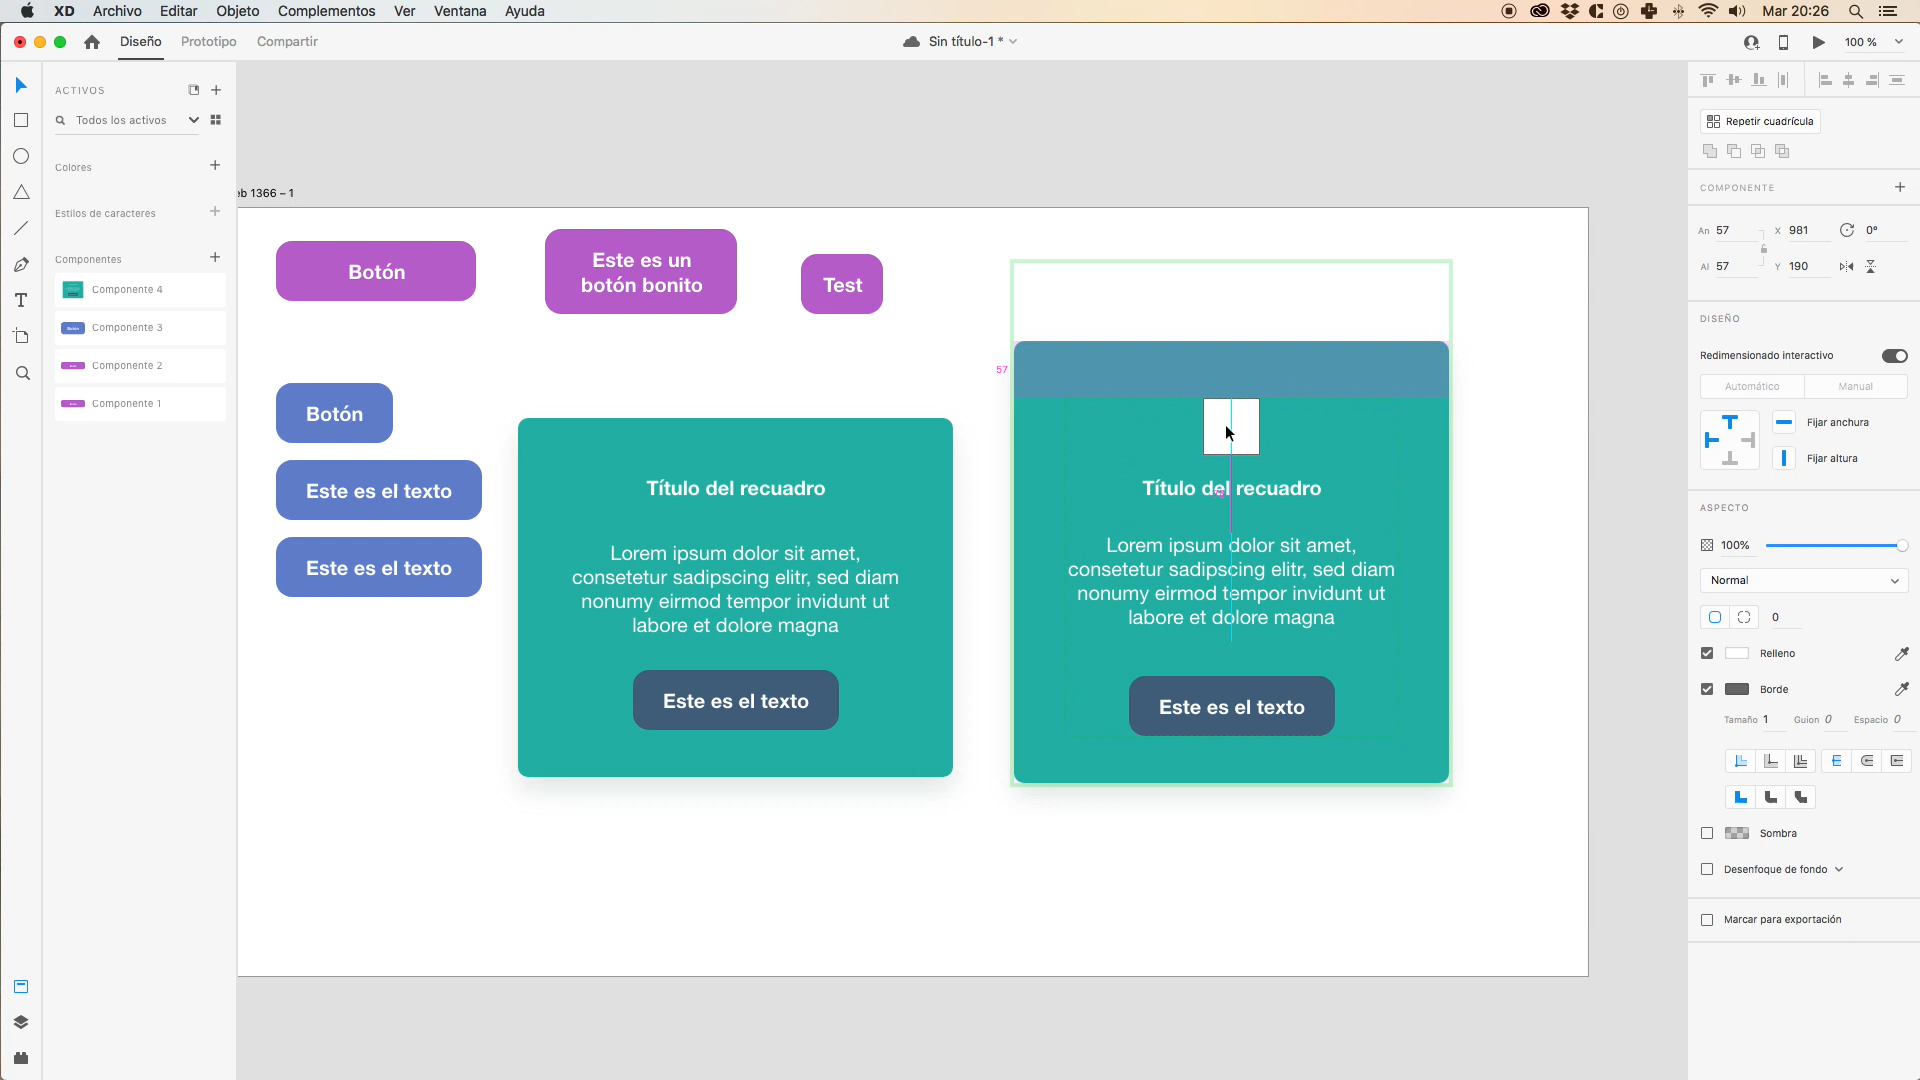 XD Archivo Editar Objeto Complementos Ver Ventana Ayuda
Mar 20:26
Diseño Prototipo Compartir
Sin título-1 *
100 %
ACTIVOS
Todos los activos
Colores
Estilos de caracteres
Componentes
Componente 4
Componente 3
Componente 2
Componente 1
eb 1366 – 1
Botón
Este es un
botón bonito
Test
Botón
Este es el texto
Este es el texto
Título del recuadro
Lorem ipsum dolor sit amet,
consetetur sadipscing elitr, sed diam
nonumy eirmod tempor invidunt ut
labore et dolore magna
Este es el texto
57
Título del recuadro
Lorem ipsum dolor sit amet,
consetetur sadipscing elitr, sed diam
nonumy eirmod tempor invidunt ut
labore et dolore magna
Este es el texto
Repetir cuadrícula
COMPONENTE
An 57 X 981 0°
Al 57 Y 190
DISEÑO
Redimensionado interactivo
Automático Manual
Fijar anchura
Fijar altura
ASPECTO
100%
Normal
0
Relleno
Borde
Tamaño 1 Guion 0 Espacio 0
Sombra
Desenfoque de fondo
Marcar para exportación